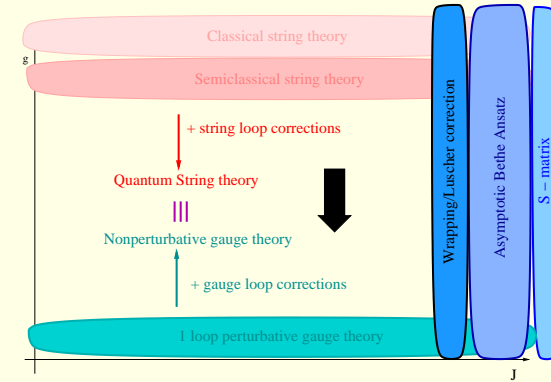 Classical string theory
g
Semiclassical string theory
+ string loop corrections
Quantum String theory
Nonperturbative gauge theory
+ gauge loop corrections
1 loop perturbative gauge theory
J
Wrapping/Luscher correction
Asymptotic Bethe Ansatz
S - matrix